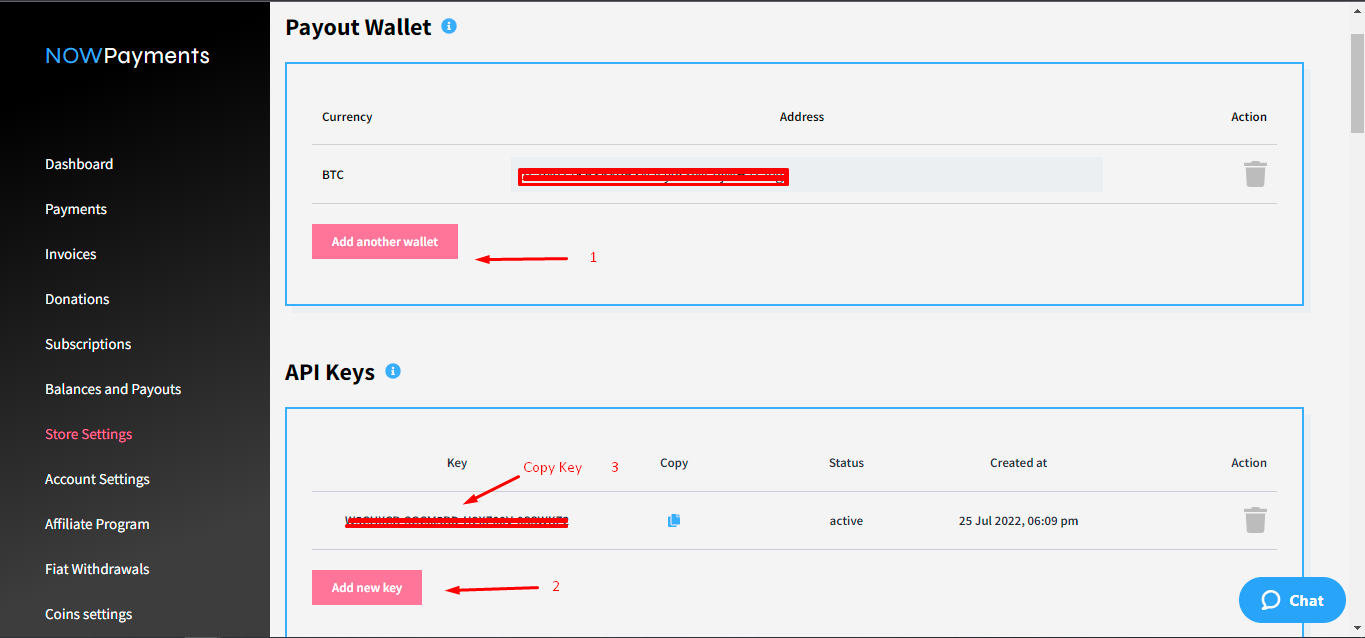 NOWPayments
Dashboard
Payments
Invoices
Donations
Subscriptions
Balances and Payouts
Store Settings
Account Settings
Affiliate Program
Fiat Withdrawals
Coins settings
Payout Wallet
Currency Address Action
BTC
Add another wallet
1
API Keys
Key Copy Status Created at Action
Copy Key 3
active 25 Jul 2022, 06:09 pm
Add new key
2
Chat